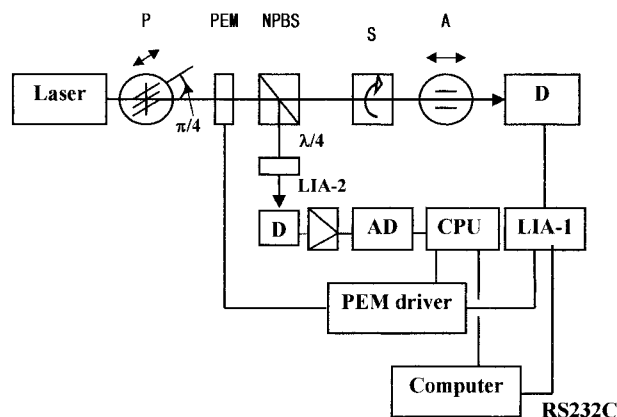 P PEM NPBS S A
Laser
D
π/4
λ/4
LIA-2
D
AD
CPU
LIA-1
PEM driver
Computer
RS232C